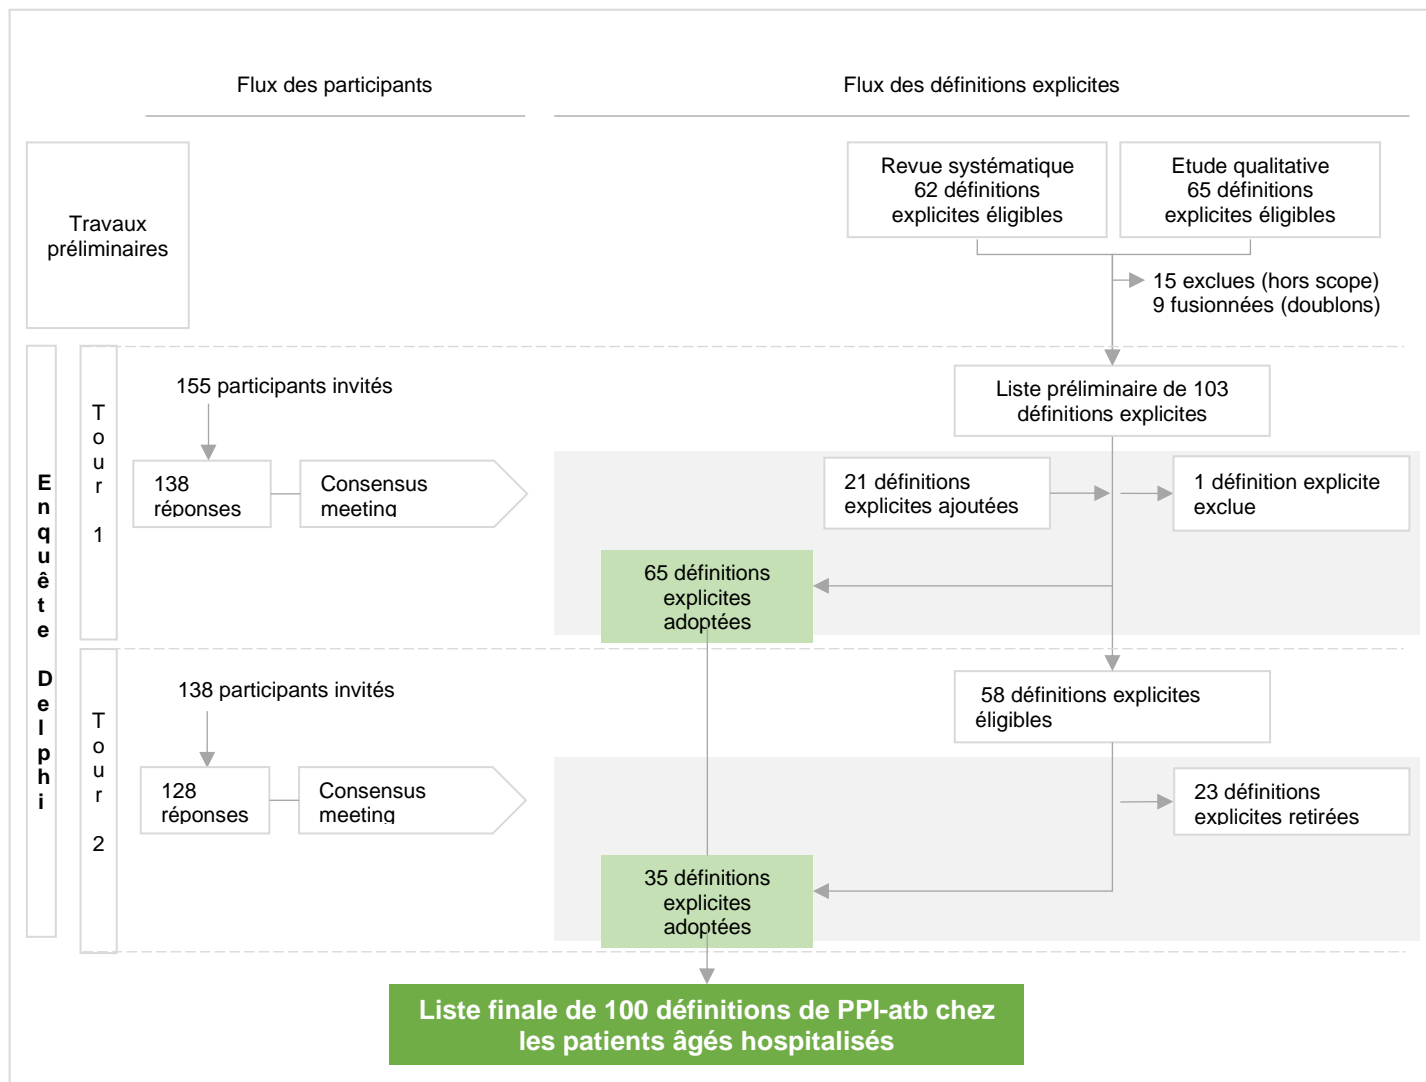 Flux des participants
Flux des définitions explicites
Travaux
préliminaires
Revue systématique
62 définitions
explicites éligibles
Etude qualitative
65 définitions
explicites éligibles
15 exclues (hors scope)
9 fusionnées (doublons)
Enquête Delphi
Tour 1
155 participants invités
138
réponses
Consensus
meeting
Liste préliminaire de 103
définitions explicites
21 définitions
explicites ajoutées
1 définition explicite
exclue
65 définitions
explicites
adoptées
Tour 2
138 participants invités
128
réponses
Consensus
meeting
58 définitions explicites
éligibles
23 définitions
explicites retirées
35 définitions
explicites
adoptées
Liste finale de 100 définitions de PPI-atb chez
les patients âgés hospitalisés